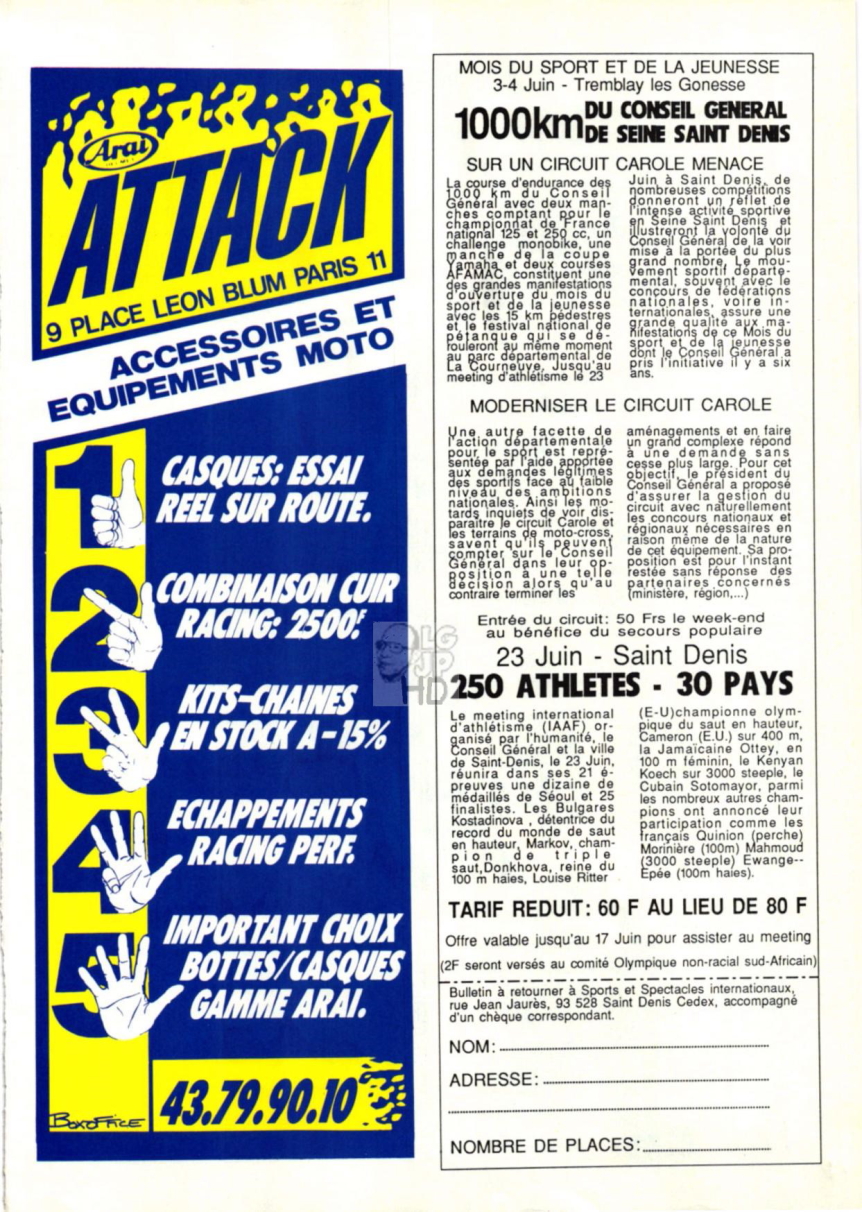 Arai
ATTACK
9 PLACE LEON BLUM PARIS 11
ACCESSOIRES ET
EQUIPEMENTS MOTO
1
CASQUES: ESSAI
REEL SUR ROUTE.
2
COMBINAISON CUIR
RACING: 2500F.
3
KITS-CHAINES
EN STOCK A -15%
4
ECHAPPEMENTS
RACING PERF.
5
IMPORTANT CHOIX
BOTTES/CASQUES
GAMME ARAI.
43.79.90.10
BOXOFFICE
LG
JP
HD
MOIS DU SPORT ET DE LA JEUNESSE
3-4 Juin - Tremblay les Gonesse
1000km DU CONSEIL GENERAL
DE SEINE SAINT DENIS
SUR UN CIRCUIT CAROLE MENACE
La course d'endurance des
1000 km du Conseil
Général avec deux man-
ches comptant pour le
championnat de France
national 125 et 250 cc, un
challenge monobike, une
manche de la coupe
Yamaha et deux courses
AFAMAC, constituent une
des grandes manifestations
d'ouverture du mois du
sport et de la jeunesse
avec les 15 km pédestres
et le festival national de
pétanque qui se dé-
rouleront au même moment
au parc départemental de
La Courneuve. Jusqu'au
meeting d'athlétisme le 23
Juin à Saint Denis, de
nombreuses compétitions
donneront un reflet de
l'intense activité sportive
en Seine Saint Denis et
illustreront la volonté du
Conseil Général de la voir
mise à la portée du plus
grand nombre. Le mou-
vement sportif départe-
mental, souvent avec le
concours de fédérations
nationales, voire in-
ternationales, assure une
grande qualité aux ma-
nifestations de ce Mois du
sport et de la jeunesse
dont le Conseil Général a
pris l'initiative il y a six
ans.
MODERNISER LE CIRCUIT CAROLE
Une autre facette de
l'action départementale
pour le sport est repré-
sentée par l'aide apportée
aux demandes légitimes
des sportifs face au faible
niveau des ambitions
nationales. Ainsi les mo-
tards inquiets de voir dis-
paraitre le circuit Carole et
les terrains de moto-cross,
savent qu'ils peuvent
compter sur le Conseil
Général dans leur op-
position à une telle
décision alors qu'au
contraire terminer les
aménagements et en faire
un grand complexe répond
à une demande sans
cesse plus large. Pour cet
objectif, le président du
Conseil Général a proposé
d'assurer la gestion du
circuit avec naturellement
les concours nationaux et
régionaux nécessaires en
raison même de la nature
de cet équipement. Sa pro-
position est pour l'instant
restée sans réponse des
partenaires concernés
(ministère, région,...)
Entrée du circuit: 50 Frs le week-end
au bénéfice du secours populaire
23 Juin - Saint Denis
250 ATHLETES - 30 PAYS
Le meeting international
d'athlétisme (IAAF) or-
ganisé par l'humanité, le
Conseil Général et la ville
de Saint-Denis, le 23 Juin,
réunira dans ses 21 é-
preuves une dizaine de
médaillés de Séoul et 25
finalistes. Les Bulgares
Kostadinova , détentrice du
record du monde de saut
en hauteur, Markov, cham-
pion de triple
saut,Donkhova, reine du
100 m haies, Louise Ritter
(E-U)championne olym-
pique du saut en hauteur,
Cameron (E.U.) sur 400 m,
la Jamaïcaine Ottey, en
100 m féminin, le Kenyan
Koech sur 3000 steeple, le
Cubain Sotomayor, parmi
les nombreux autres cham-
pions ont annoncé leur
participation comme les
français Quinion (perche)
Morinière (100m) Mahmoud
(3000 steeple) Ewange--
Epée (100m haies).
TARIF REDUIT: 60 F AU LIEU DE 80 F
Offre valable jusqu'au 17 Juin pour assister au meeting
(2F seront versés au comité Olympique non-racial sud-Africain)
Bulletin à retourner à Sports et Spectacles internationaux,
rue Jean Jaurès, 93 528 Saint Denis Cedex, accompagné
d'un chèque correspondant.
NOM:
ADRESSE:
NOMBRE DE PLACES: